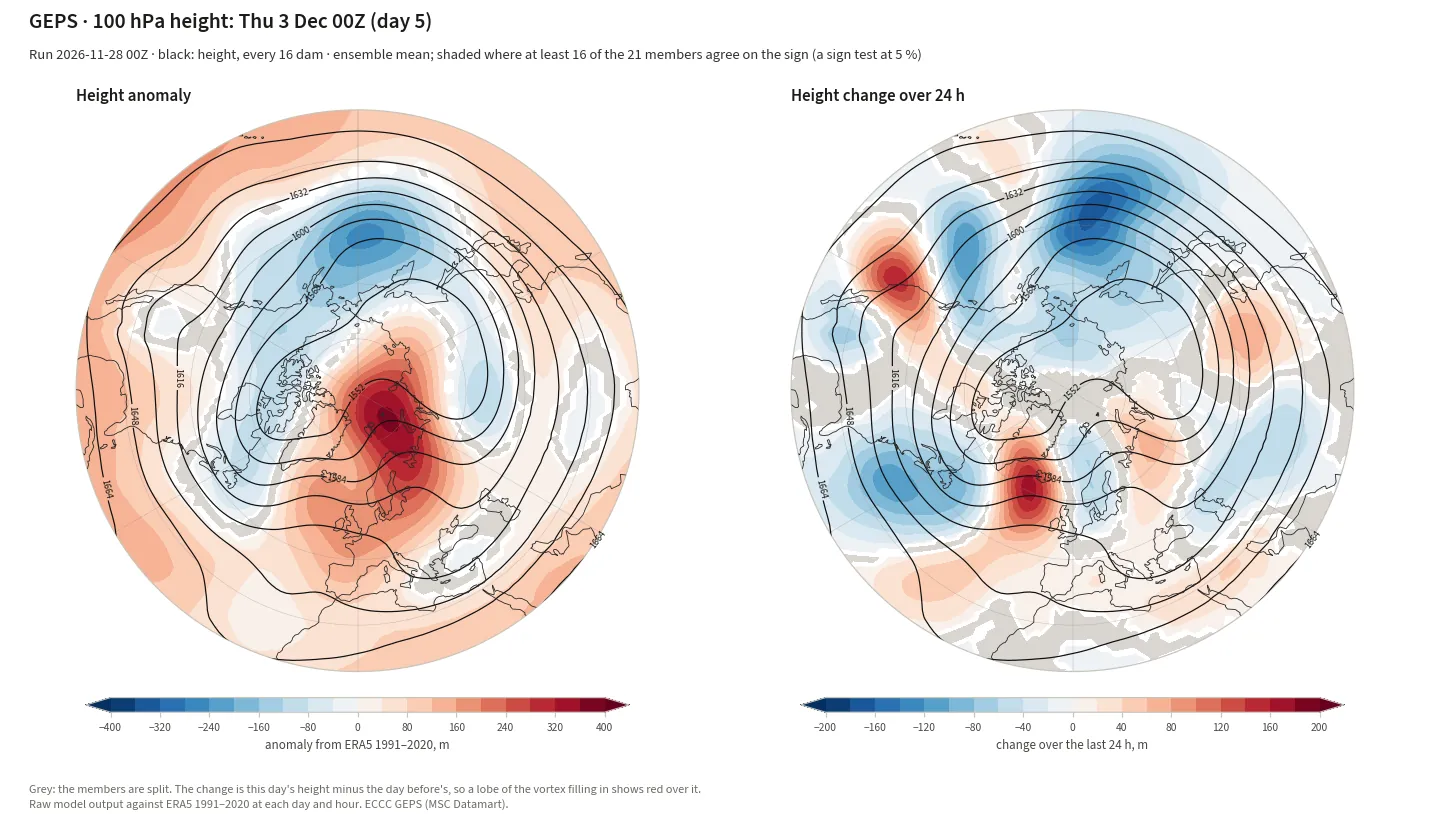 GEPS · 100 hPa height: Thu 3 Dec 00Z (day 5)
Run 2026-11-28 00Z · black: height, every 16 dam · ensemble mean; shaded where at least 16 of the 21 members agree on the sign (a sign test at 5 %)
Height anomaly
Height change over 24 h
1632
1600
1616
1648
1664
1552
1584
1664
1632
1600
1616
1648
1664
1552
1584
1664
−400 −320 −240 −160 −80 0 80 160 240 320 400
anomaly from ERA5 1991–2020, m
−200 −160 −120 −80 −40 0 40 80 120 160 200
change over the last 24 h, m
Grey: the members are split. The change is this day's height minus the day before's, so a lobe of the vortex filling in shows red over it.
Raw model output against ERA5 1991–2020 at each day and hour. ECCC GEPS (MSC Datamart).